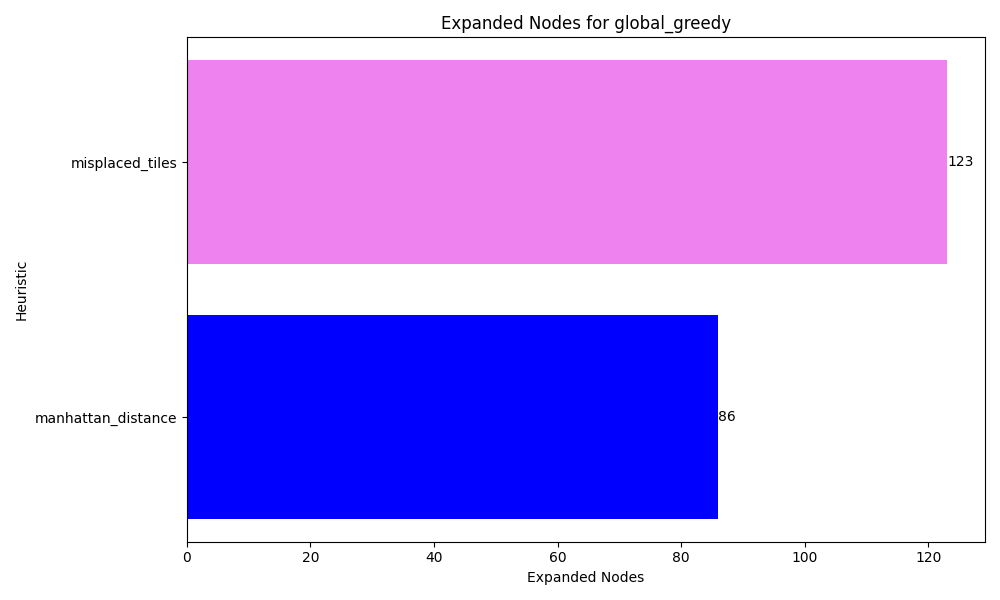 Expanded Nodes for global_greedy
misplaced_tiles
123
Heuristic
manhattan_distance
86
0 20 40 60 80 100 120
Expanded Nodes